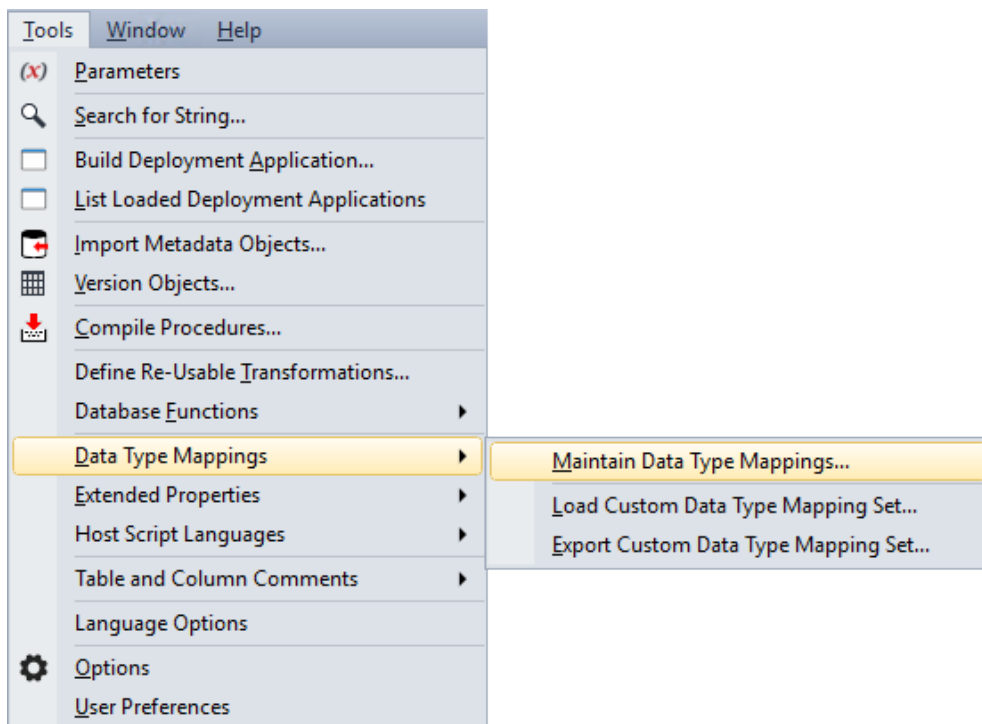 Tools Window Help
(x) Parameters
Search for String...
Build Deployment Application...
List Loaded Deployment Applications
Import Metadata Objects...
Version Objects...
Compile Procedures...
Define Re-Usable Transformations...
Database Functions
Data Type Mappings
Extended Properties
Host Script Languages
Table and Column Comments
Language Options
Options
User Preferences
Maintain Data Type Mappings...
Load Custom Data Type Mapping Set...
Export Custom Data Type Mapping Set...